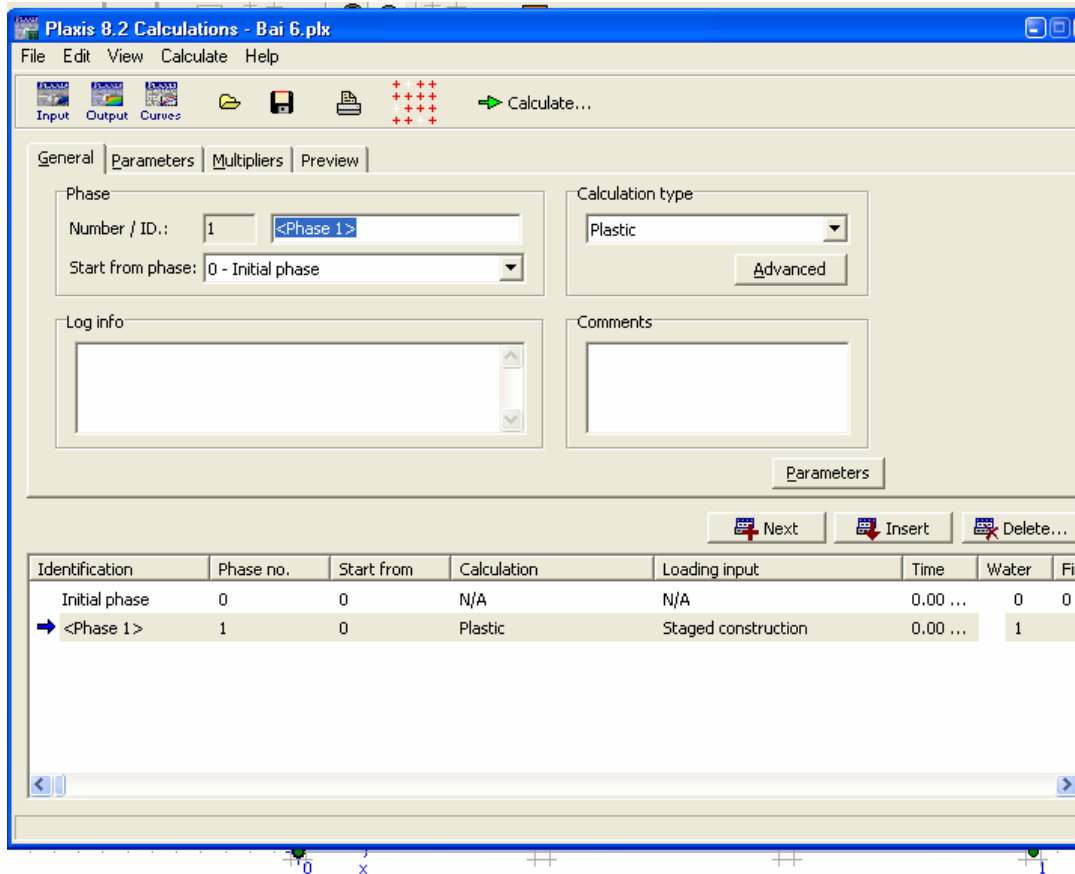 Plaxis 8.2 Calculations - Bai 6.plx
File Edit View Calculate Help
Input Output Curves Calculate...
General Parameters Multipliers Preview
Phase Calculation type
Number / ID.: 1 <Phase 1> Plastic
Start from phase: 0 - Initial phase Advanced
Log info Comments
Parameters
Next Insert Delete...
Identification Phase no. Start from Calculation Loading input Time Water Fi
Initial phase 0 0 N/A N/A 0.00 ... 0 0
<Phase 1> 1 0 Plastic Staged construction 0.00 ... 1
0 x 1